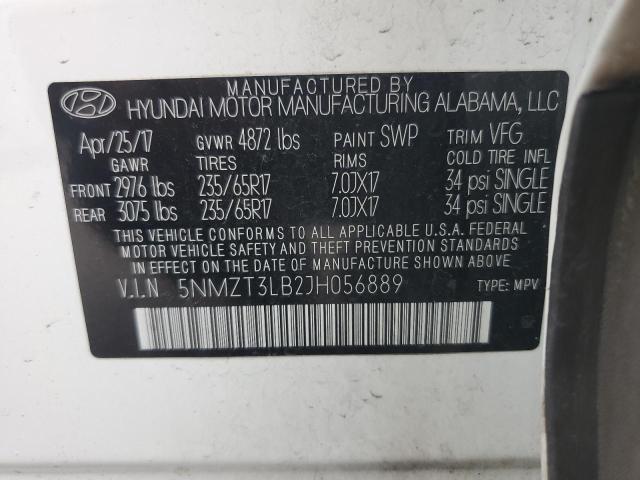 MANUFACTURED BY
HYUNDAI MOTOR MANUFACTURING ALABAMA, LLC
Apr/25/17 GVWR 4872 lbs PAINT SWP TRIM VFG
GAWR TIRES RIMS COLD TIRE INFL
FRONT 2976 lbs 235/65R17 7.0JX17 34 psi SINGLE
REAR 3075 lbs 235/65R17 7.0JX17 34 psi SINGLE
THIS VEHICLE CONFORMS TO ALL APPLICABLE U.S.A. FEDERAL
MOTOR VEHICLE SAFETY AND THEFT PREVENTION STANDARDS
IN EFFECT ON THE DATE OF MANUFACTURE SHOWN ABOVE
V.I.N 5NMZT3LB2JH056889 TYPE: MPV